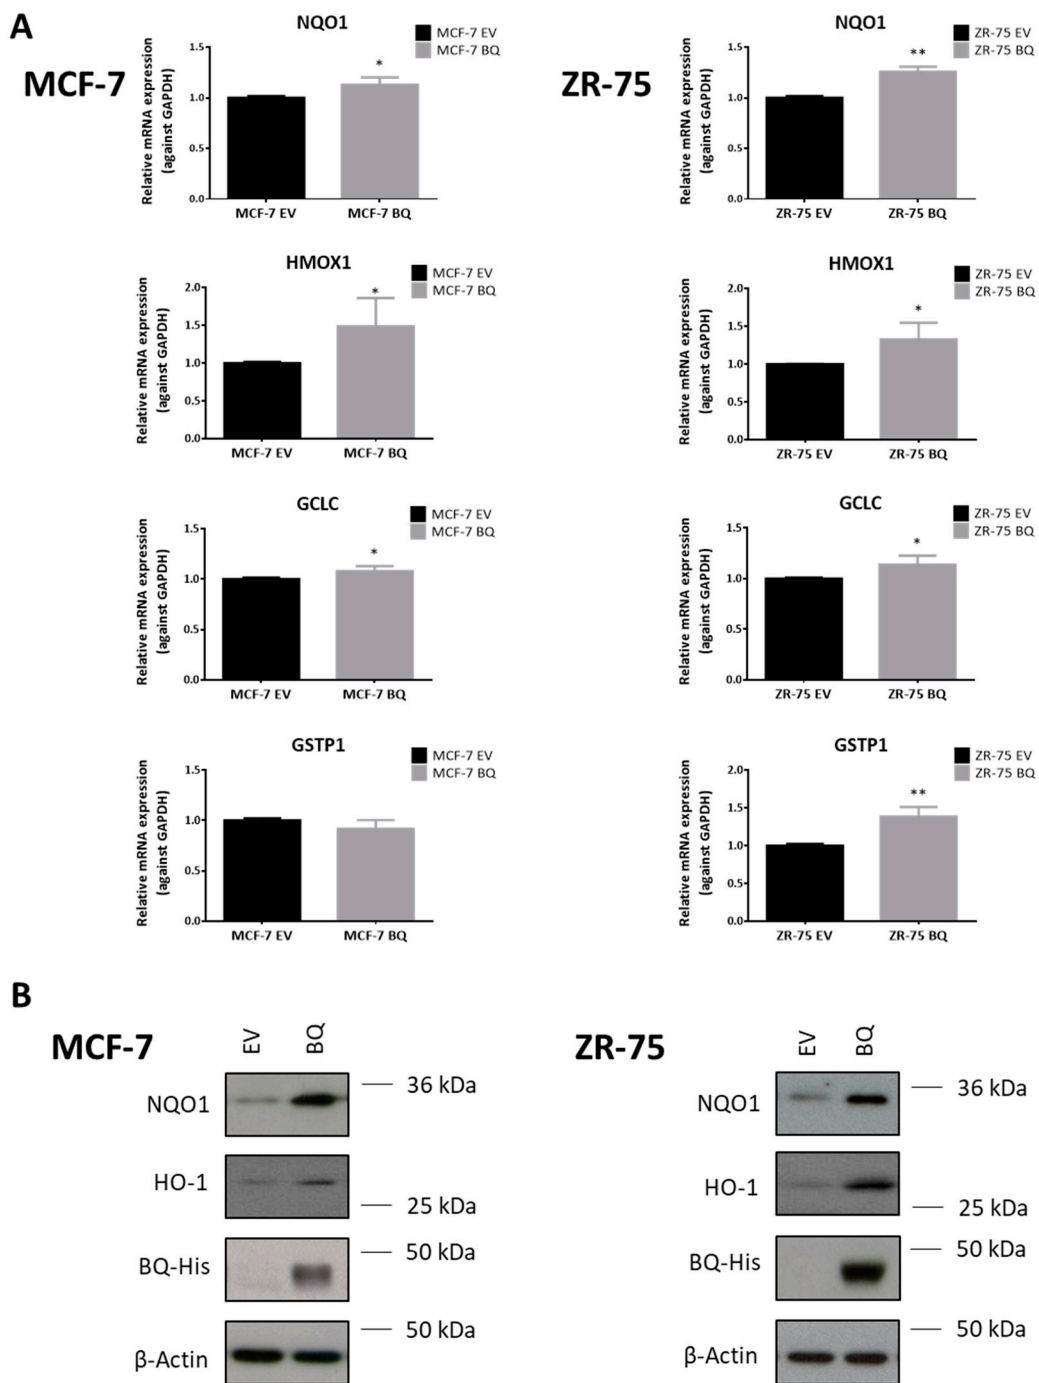 A
MCF-7
NQO1
MCF-7 EV
MCF-7 BQ
Relative mRNA expression
(against GAPDH)
1.5
*
1.0
0.5
0.0
MCF-7 EV
MCF-7 BQ
ZR-75
NQO1
ZR-75 EV
ZR-75 BQ
Relative mRNA expression
(against GAPDH)
1.5
**
1.0
0.5
0.0
ZR-75 EV
ZR-75 BQ
HMOX1
MCF-7 EV
MCF-7 BQ
Relative mRNA expression
(against GAPDH)
2.0
*
1.5
1.0
0.5
0.0
MCF-7 EV
MCF-7 BQ
HMOX1
ZR-75 EV
ZR-75 BQ
Relative mRNA expression
(against GAPDH)
2.0
*
1.5
1.0
0.5
0.0
ZR-75 EV
ZR-75 BQ
GCLC
MCF-7 EV
MCF-7 BQ
Relative mRNA expression
(against GAPDH)
1.5
*
1.0
0.5
0.0
MCF-7 EV
MCF-7 BQ
GCLC
ZR-75 EV
ZR-75 BQ
Relative mRNA expression
(against GAPDH)
1.5
*
1.0
0.5
0.0
ZR-75 EV
ZR-75 BQ
GSTP1
MCF-7 EV
MCF-7 BQ
Relative mRNA expression
(against GAPDH)
1.5
1.0
0.5
0.0
MCF-7 EV
MCF-7 BQ
GSTP1
ZR-75 EV
ZR-75 BQ
Relative mRNA expression
(against GAPDH)
2.0
**
1.5
1.0
0.5
0.0
ZR-75 EV
ZR-75 BQ
B
MCF-7
EV
BQ
NQO1
36 kDa
HO-1
25 kDa
BQ-His
50 kDa
β-Actin
50 kDa
ZR-75
EV
BQ
NQO1
36 kDa
HO-1
25 kDa
BQ-His
50 kDa
β-Actin
50 kDa